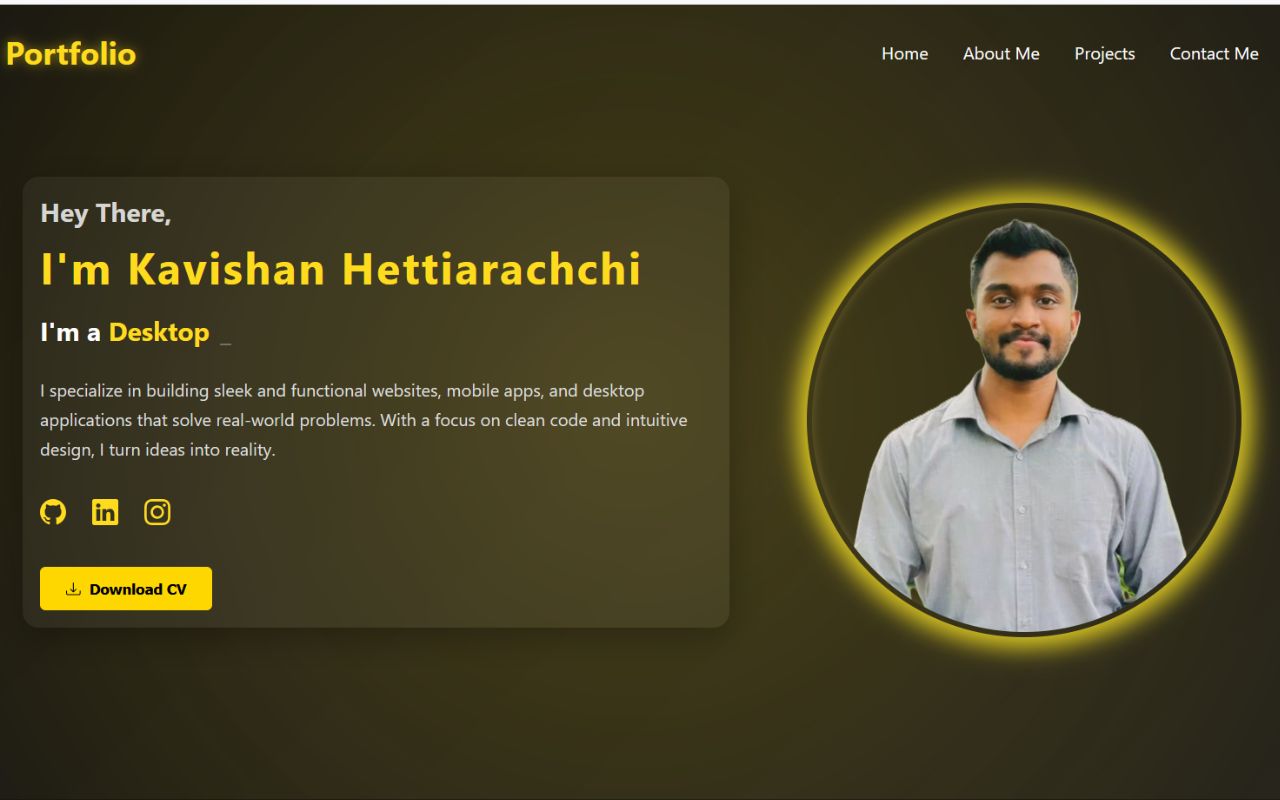 Portfolio
Home
About Me
Projects
Contact Me
Hey There,
I'm Kavishan Hettiarachchi
I'm a Desktop _
I specialize in building sleek and functional websites, mobile apps, and desktop
applications that solve real-world problems. With a focus on clean code and intuitive
design, I turn ideas into reality.
Download CV